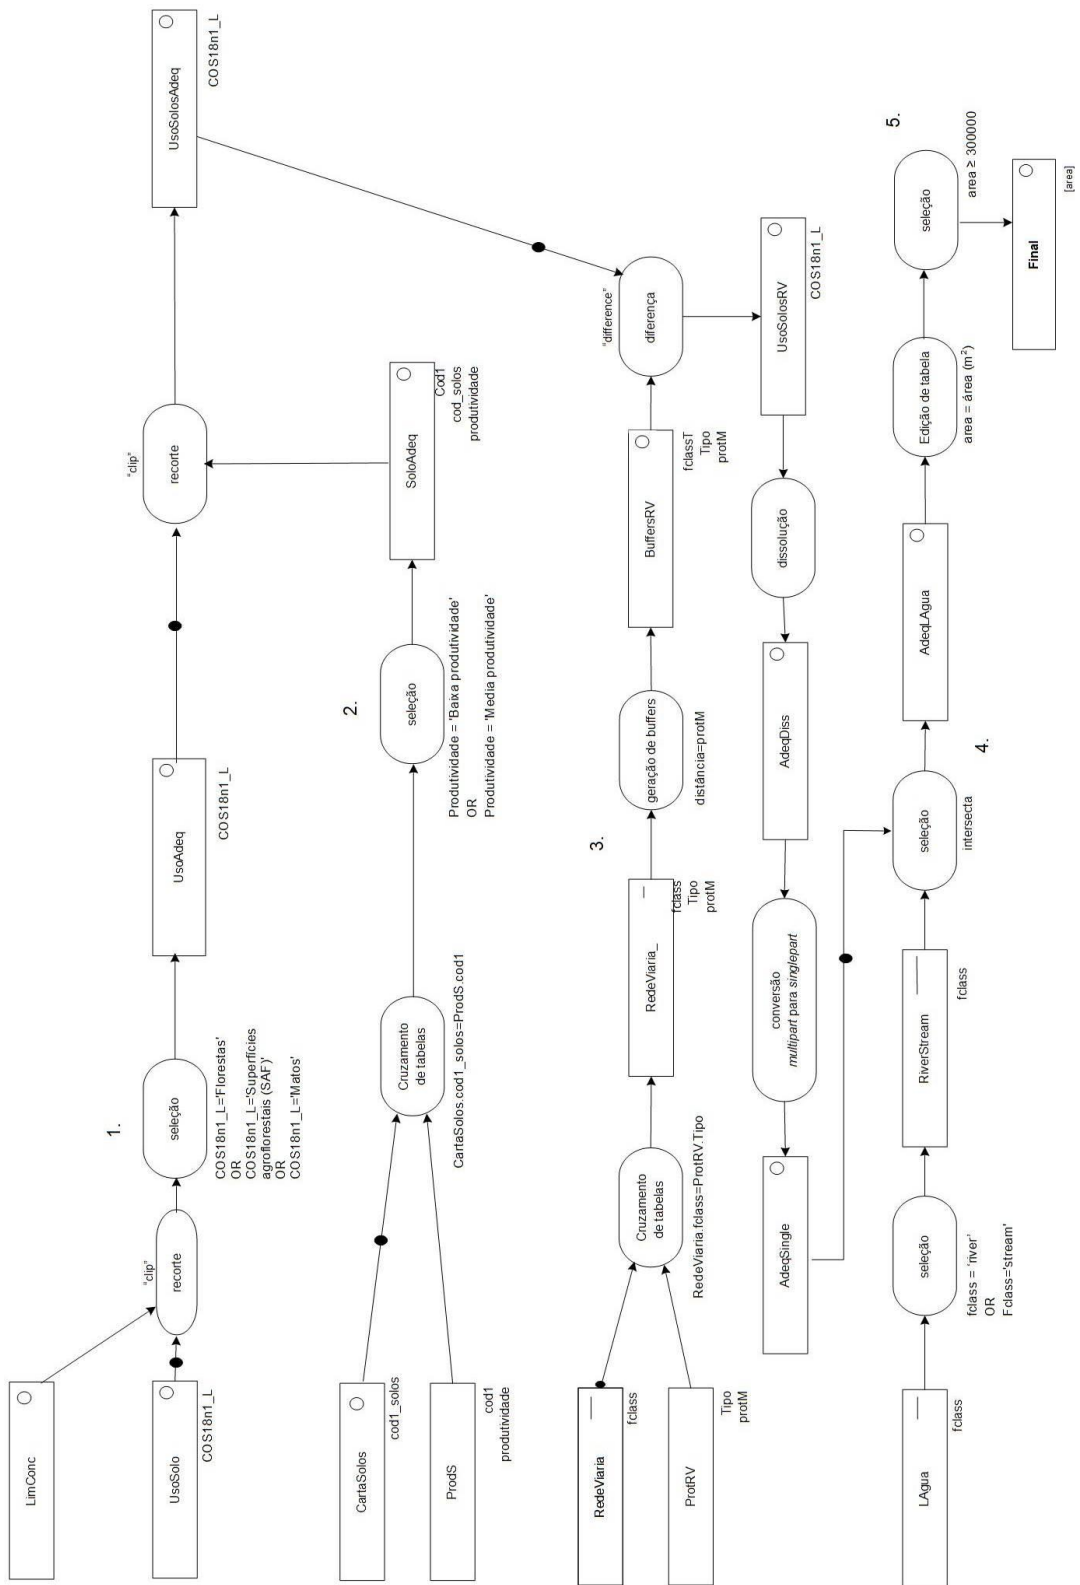 LimConc
UsoSolo
COS18n1_L
"clip"
recorte
1.
seleção
COS18n1_L='Florestas'
OR
COS18n1_L='Superfícies
agroflorestais (SAF)'
OR
COS18n1_L='Matos'
UsoAdeq
COS18n1_L
"clip"
recorte
UsoSolosAdeq
COS18n1_L
CartaSolos
cod1_solos
ProdS
cod1
produtividade
Cruzamento
de tabelas
CartaSolos.cod1_solos=ProdS.cod1
2.
seleção
Produtividade = 'Baixa produtividade'
OR
Produtividade = 'Media produtividade'
SoloAdeq
Cod1
cod_solos
produtividade
RedeViaria
fclass
ProtRV
Tipo
protM
Cruzamento
de tabelas
RedeViaria.fclass=ProtRV.Tipo
3.
RedeViaria_
fclass
Tipo
protM
geração de buffers
distância=protM
BuffersRV
fclassT
Tipo
protM
"difference"
diferença
UsoSolosRV
COS18n1_L
dissolução
AdeqDiss
conversão
multipart para singlepart
AdeqSingle
LAgua
fclass
seleção
fclass = 'river'
OR
Fclass='stream'
RiverStream
fclass
4.
seleção
intersecta
AdeqLAgua
Edição de tabela
area = área (m²)
5.
seleção
area ≥ 300000
Final
[area]